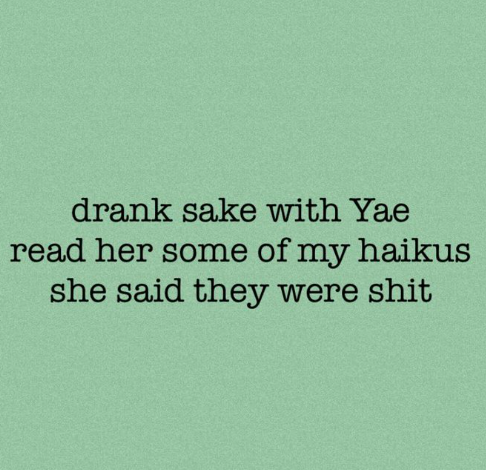 drank sake with Yae
read her some of my haikus
she said they were shit